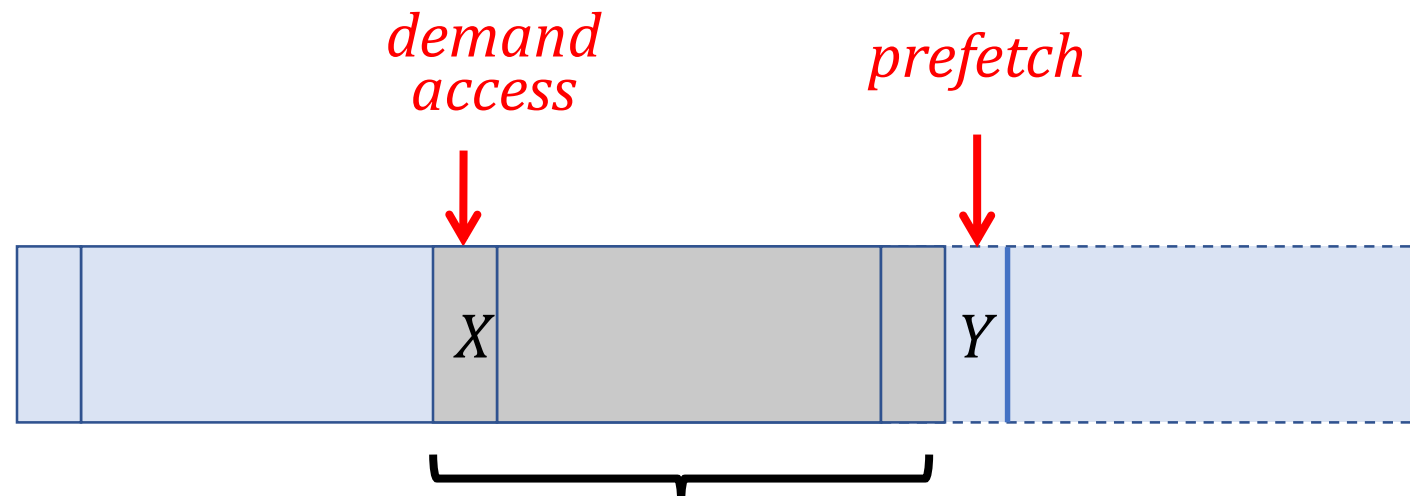 demand
access
prefetch
X
Y